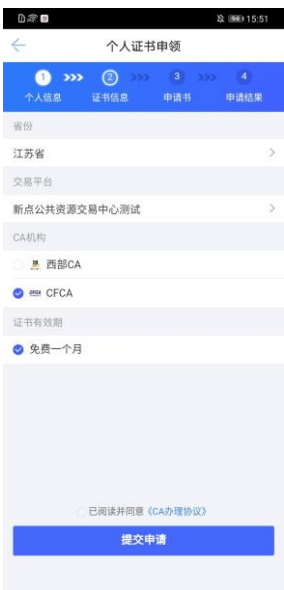 15:51
个人证书申领
1 >>> 2 >>> 3 >>> 4
个人信息 证书信息 申请书 申请结果
省份
江苏省
交易平台
新点公共资源交易中心测试
CA机构
西部CA
CFCA CFCA
证书有效期
免费一个月
已阅读并同意《CA办理协议》
提交申请